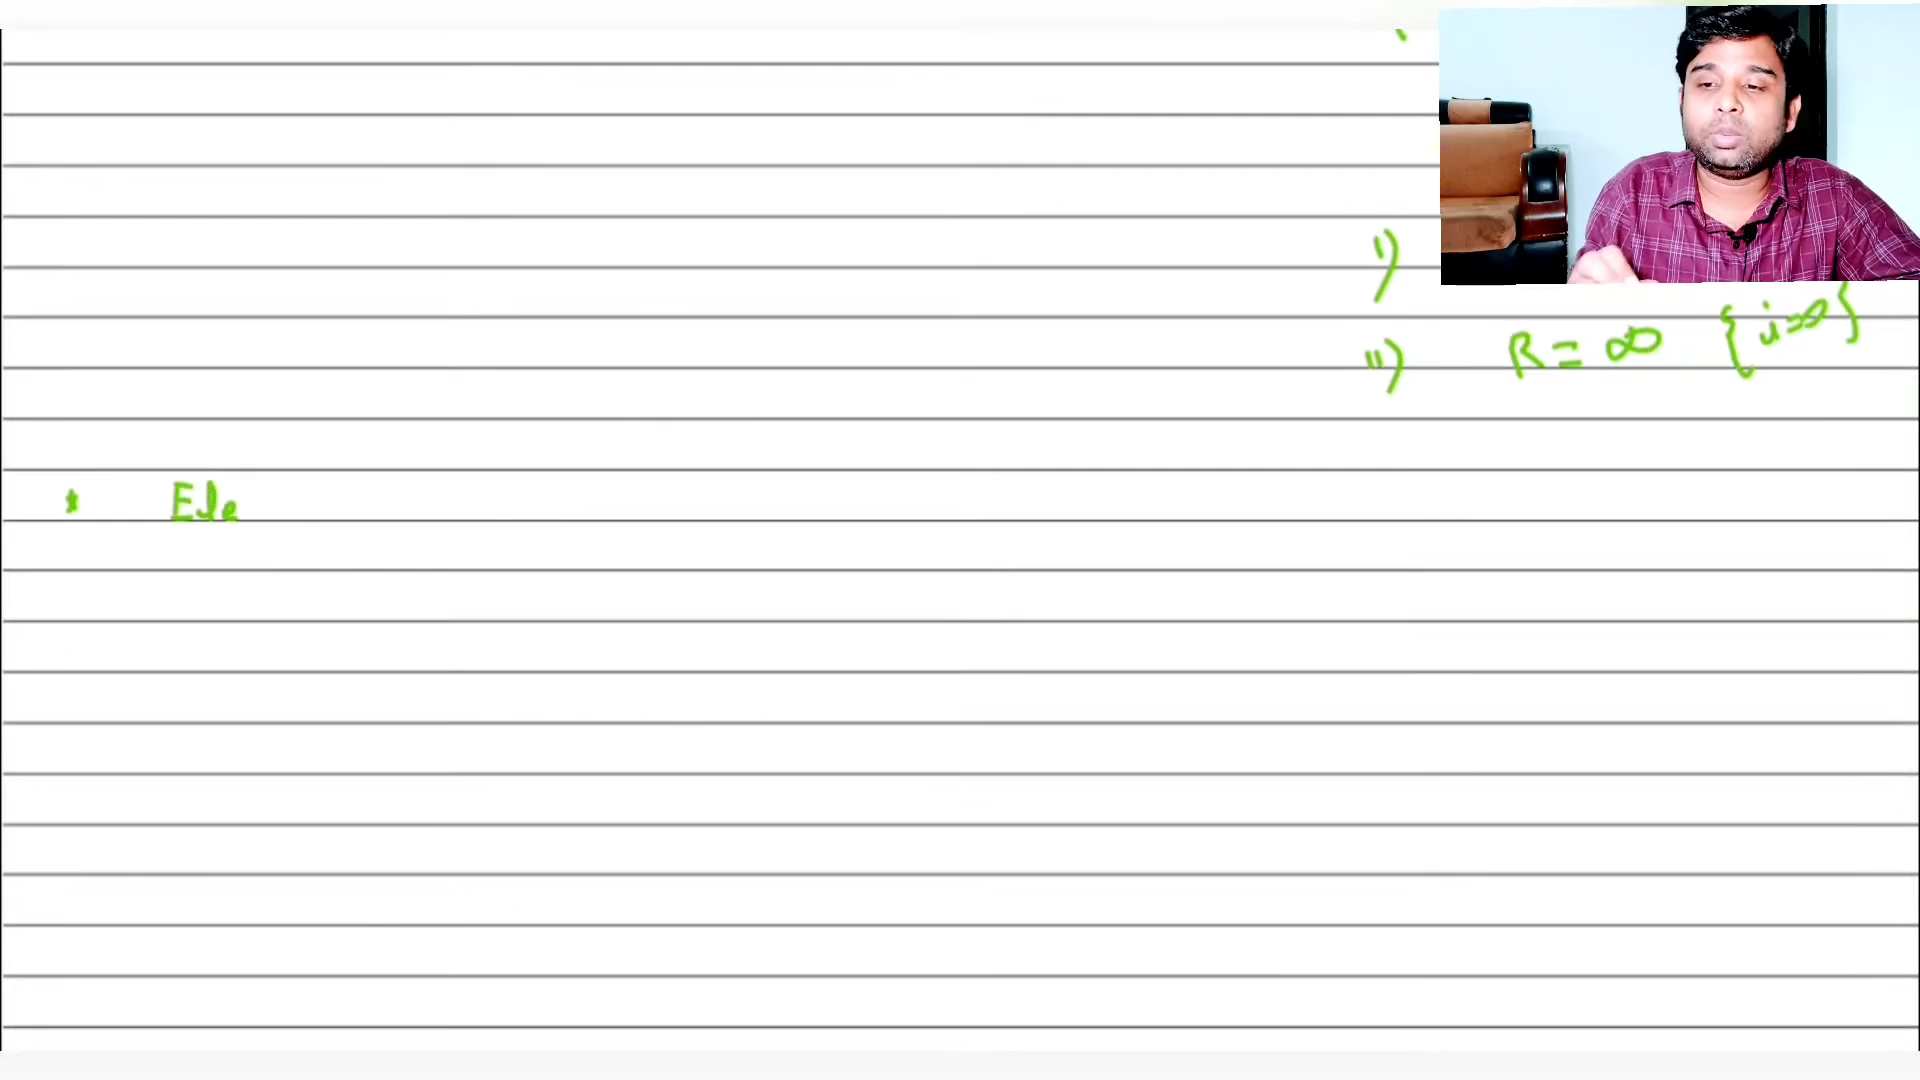 i)
ii) R = ∞ {i=0}
* Ele